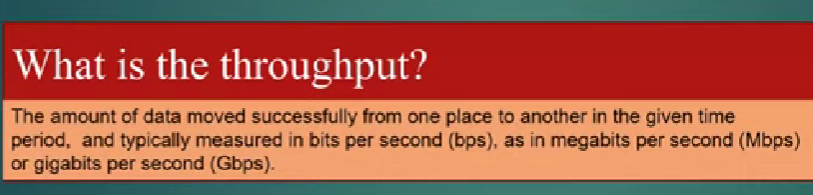 What is the throughput?
The amount of data moved successfully from one place to another in the given time
period, and typically measured in bits per second (bps), as in megabits per second (Mbps)
or gigabits per second (Gbps).